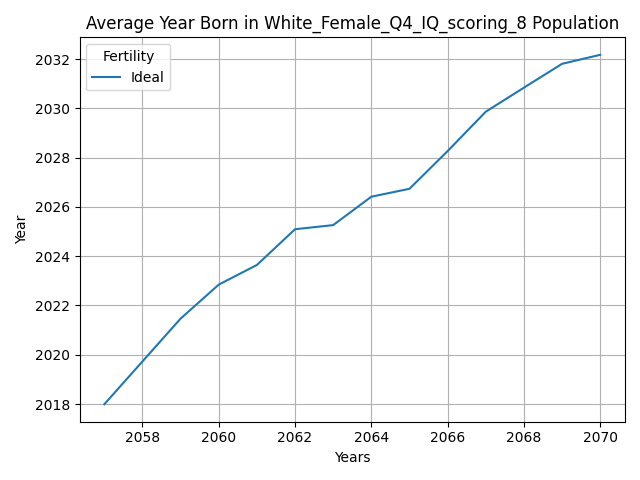 Average Year Born in White_Female_Q4_IQ_scoring_8 Population
Fertility
Ideal
2032
2030
2028
2026
2024
2022
2020
2018
Year
2058 2060 2062 2064 2066 2068 2070
Years